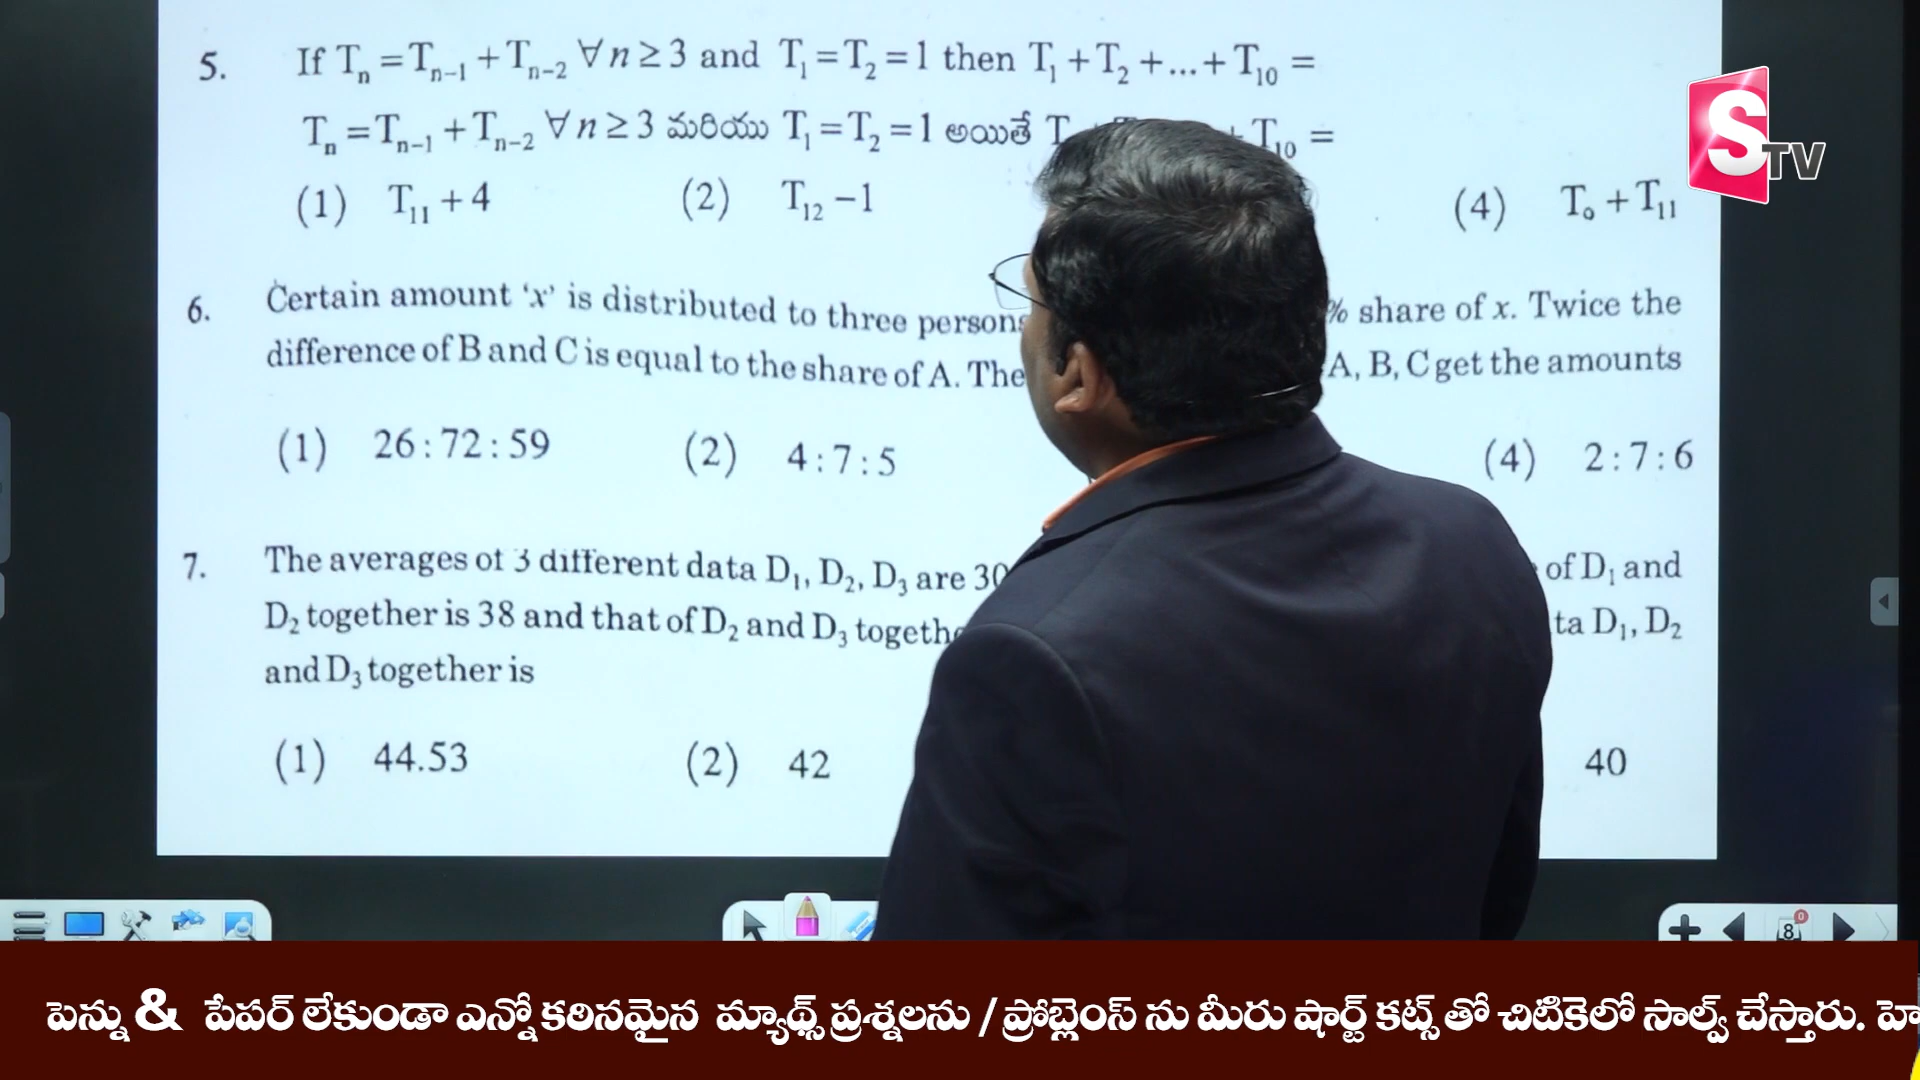 5. If Tₙ = Tₙ₋₁ + Tₙ₋₂ ∀ n ≥ 3 and T₁ = T₂ = 1 then T₁ + T₂ + ... + T₁₀ =
Tₙ = Tₙ₋₁ + Tₙ₋₂ ∀ n ≥ 3 మరియు T₁ = T₂ = 1 అయితే T + T₁₀ =
(1) T₁₁ + 4 (2) T₁₂ − 1 (4) T₉ + T₁₁
STV
6. Certain amount 'x' is distributed to three persons % share of x. Twice the
difference of B and C is equal to the share of A. The A, B, C get the amounts
(1) 26 : 72 : 59 (2) 4 : 7 : 5 (4) 2 : 7 : 6
7. The averages of 3 different data D₁, D₂, D₃ are 30 of D₁ and
D₂ together is 38 and that of D₂ and D₃ D₁, D₂
and D₃ together is
(1) 44.53 (2) 42 40
8
పెన్ను & పేపర్ లేకుండా ఎన్నో కఠినమైన మ్యాథ్స్ ప్రశ్నలను / ప్రోబ్లెంస్ ను మీరు షార్ట్ కట్స్ తో చిటికెలో సాల్వ్ చేస్తారు. హె